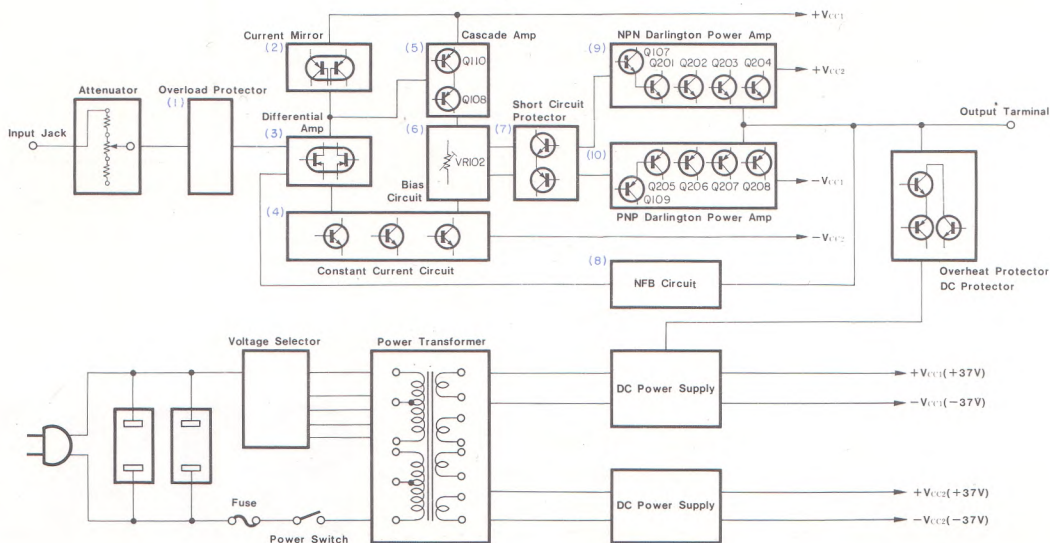 +VCC1
Current Mirror
(2)
(5)
Cascade Amp
Q110
Q108
(9)
NPN Darlington Power Amp
Q107
Q201 Q202 Q203 Q204
+VCC2
Attenuator
Overload Protector
(1)
Input Jack
Differential
Amp
(3)
(6)
VR102
Bias
Circuit
(7)
Short Circuit
Protector
Output Tarminal
(10)
Q205 Q206 Q207 Q208
Q109
PNP Darlington Power Amp
−VCC1
(4)
Constant Current Circuit
−VCC2
(8)
NFB Circuit
Overheat Protector
DC Protector
Voltage Selector
Power Transformer
DC Power Supply
+VCC1(+37V)
−VCC1(−37V)
Fuse
Power Switch
DC Power Supply
+VCC2(+37V)
−VCC2(−37V)